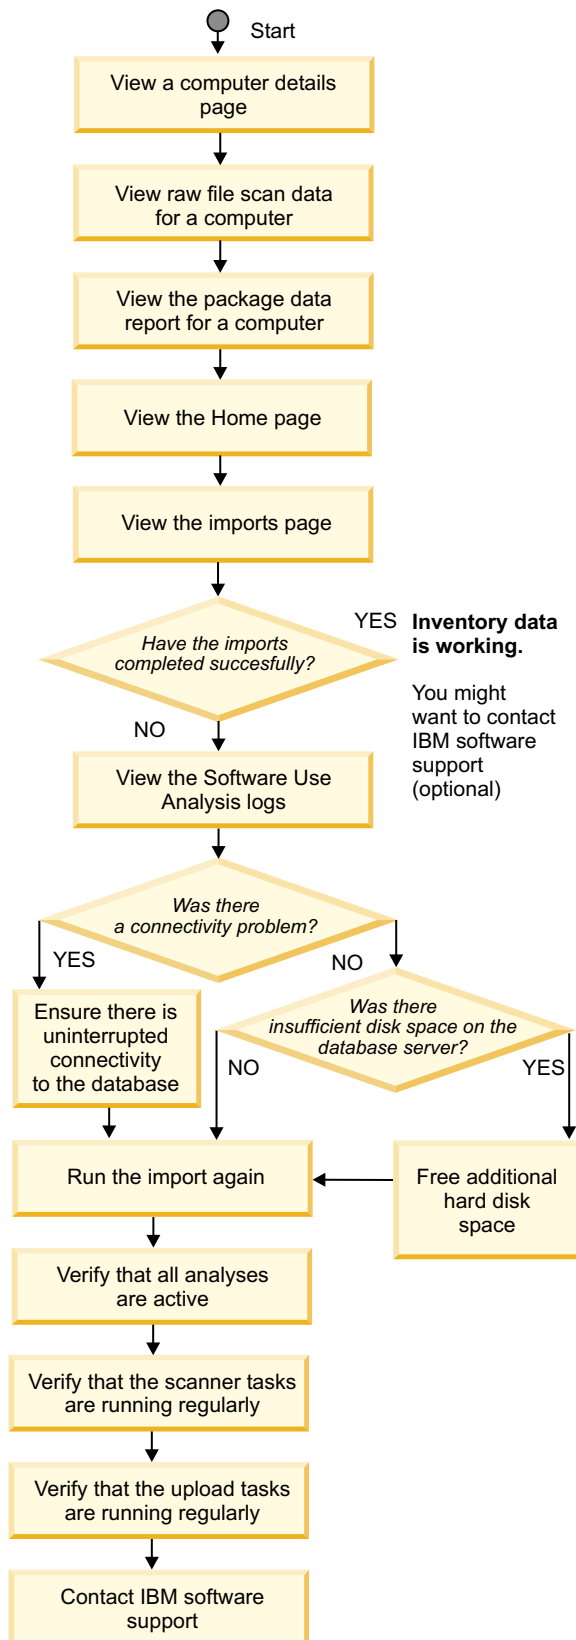 Start
View a computer details
page
View raw file scan data
for a computer
View the package data
report for a computer
View the Home page
View the imports page
Have the imports
completed succesfully?
YES
Inventory data
is working.
You might
want to contact
IBM software
support
(optional)
NO
View the Software Use
Analysis logs
Was there
a connectivity problem?
YES
NO
Ensure there is
uninterrupted
connectivity
to the database
Was there
insufficient disk space on the
database server?
NO
YES
Run the import again
Free additional
hard disk
space
Verify that all analyses
are active
Verify that the scanner tasks
are running regularly
Verify that the upload tasks
are running regularly
Contact IBM software
support